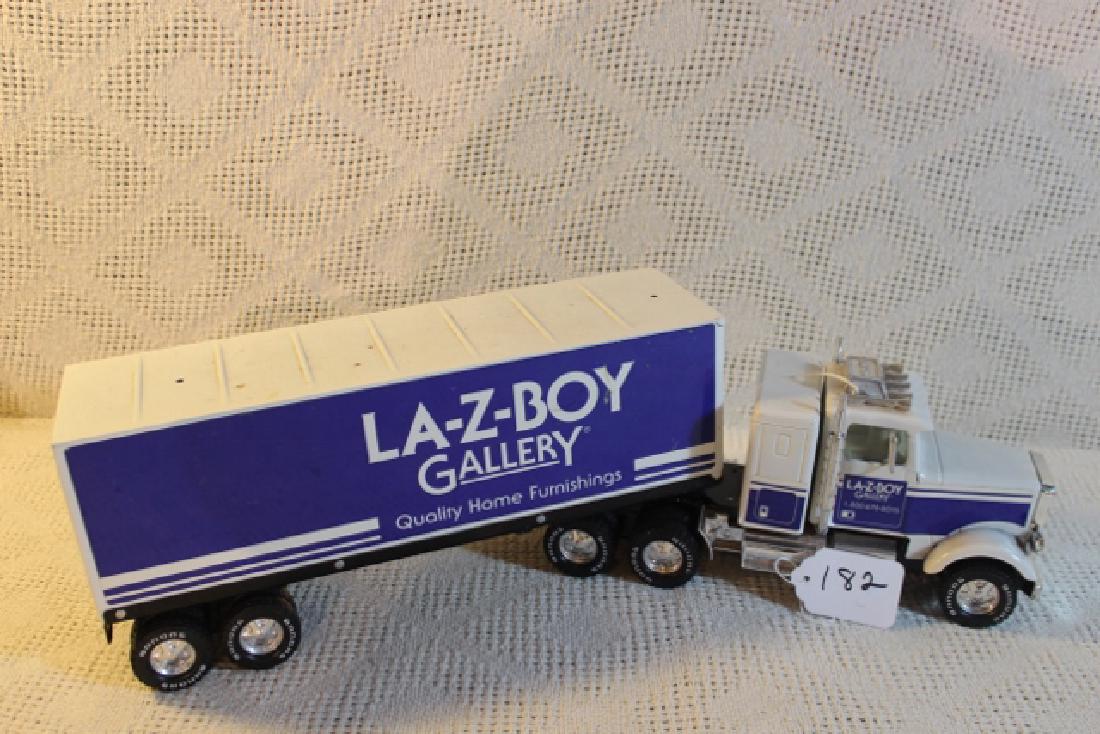 LA-Z-BOY
GALLERY®
Quality Home Furnishings
LA-Z-BOY
GALLERY
.182